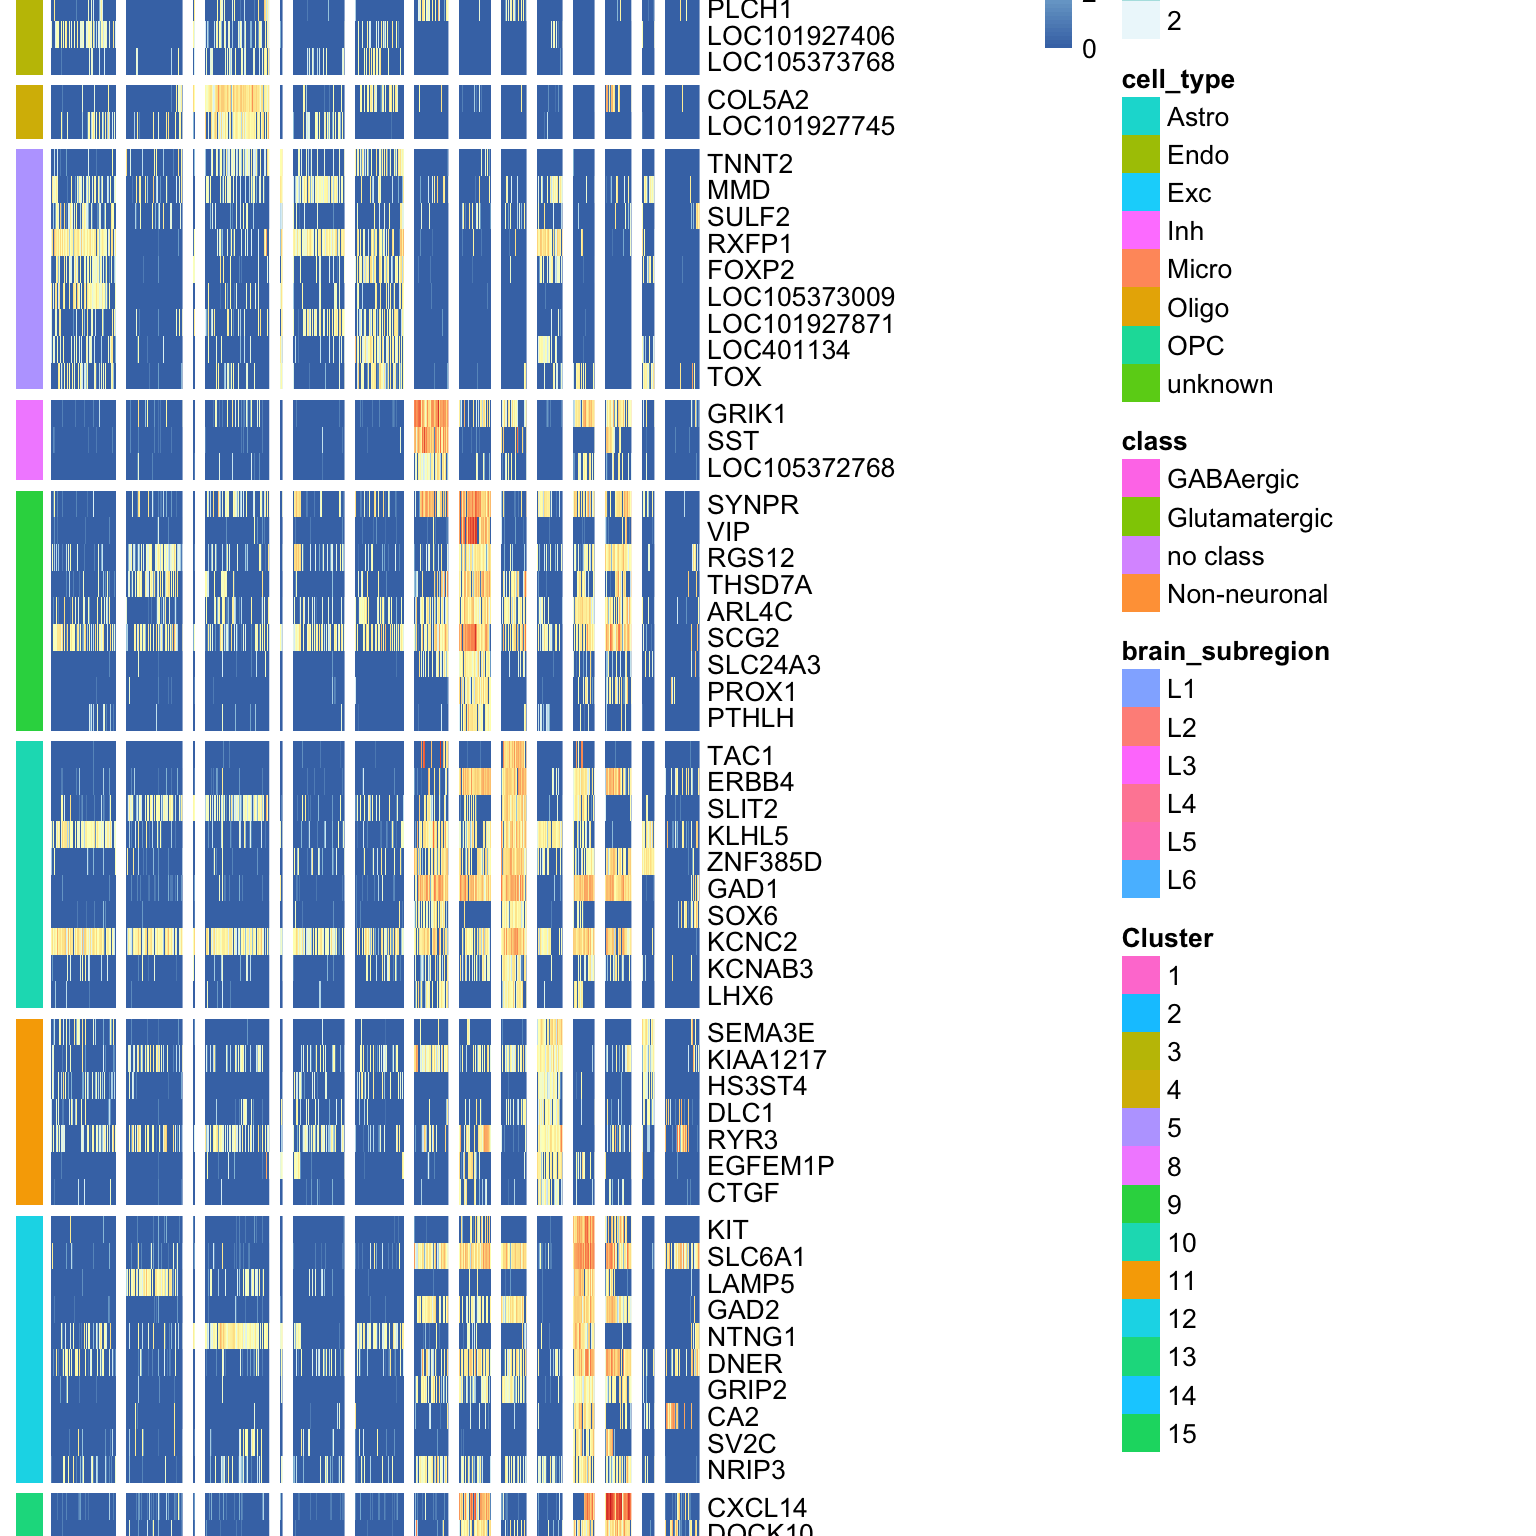 PLCH1
LOC101927406
LOC105373768
COL5A2
LOC101927745
TNNT2
MMD
SULF2
RXFP1
FOXP2
LOC105373009
LOC101927871
LOC401134
TOX
GRIK1
SST
LOC105372768
SYNPR
VIP
RGS12
THSD7A
ARL4C
SCG2
SLC24A3
PROX1
PTHLH
TAC1
ERBB4
SLIT2
KLHL5
ZNF385D
GAD1
SOX6
KCNC2
KCNAB3
LHX6
SEMA3E
KIAA1217
HS3ST4
DLC1
RYR3
EGFEM1P
CTGF
KIT
SLC6A1
LAMP5
GAD2
NTNG1
DNER
GRIP2
CA2
SV2C
NRIP3
CXCL14
DOCK10
0
2
cell_type
Astro
Endo
Exc
Inh
Micro
Oligo
OPC
unknown
class
GABAergic
Glutamatergic
no class
Non-neuronal
brain_subregion
L1
L2
L3
L4
L5
L6
Cluster
1
2
3
4
5
8
9
10
11
12
13
14
15